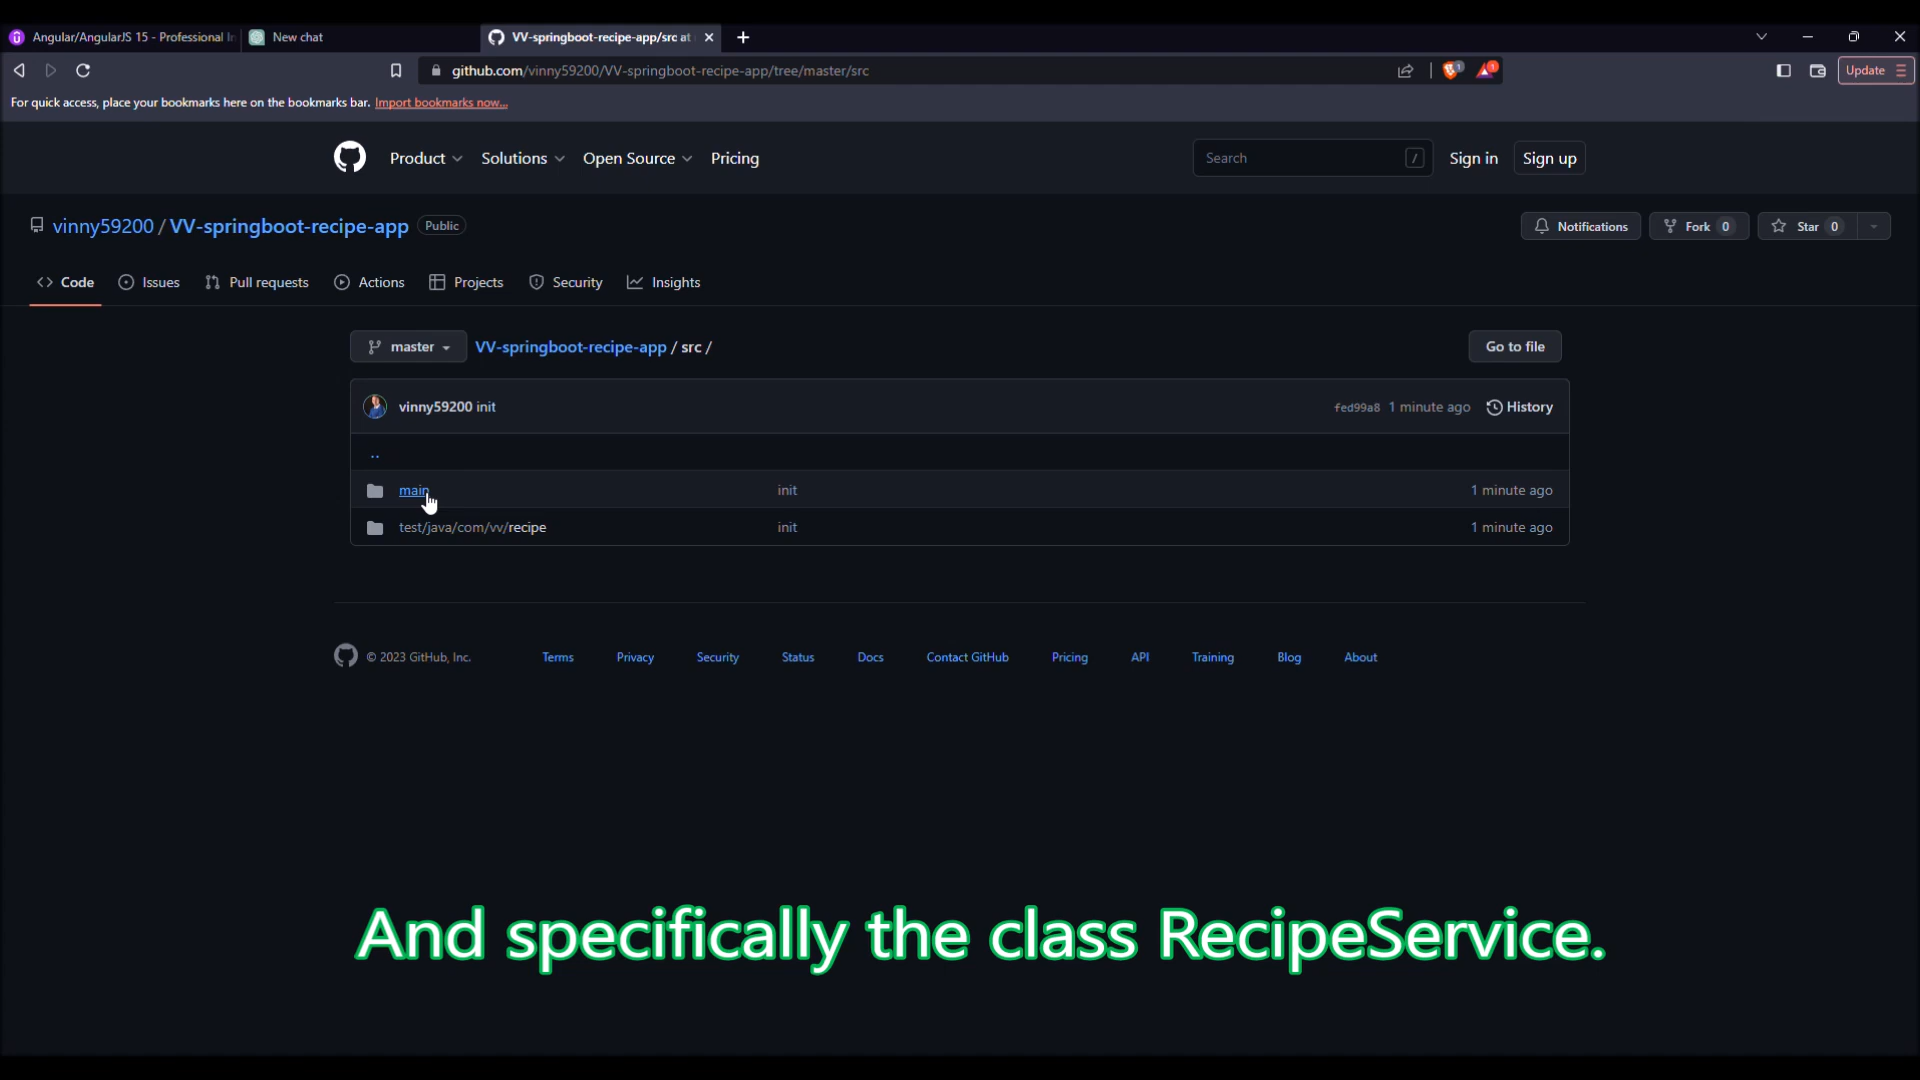 Angular/AngularJS 15 - Professional In
New chat
VV-springboot-recipe-app/src at
github.com/vinny59200/VV-springboot-recipe-app/tree/master/src
1
1
Update
For quick access, place your bookmarks here on the bookmarks bar. Import bookmarks now...
Product Solutions Open Source Pricing
Search /
Sign in Sign up
vinny59200 / VV-springboot-recipe-app Public
Notifications Fork 0 Star 0
Code Issues Pull requests Actions Projects Security Insights
master VV-springboot-recipe-app / src /
Go to file
vinny59200 init
fed99a8 1 minute ago History
..
main init 1 minute ago
test/java/com/vv/recipe init 1 minute ago
© 2023 GitHub, Inc. Terms Privacy Security Status Docs Contact GitHub Pricing API Training Blog About
And specifically the class RecipeService.